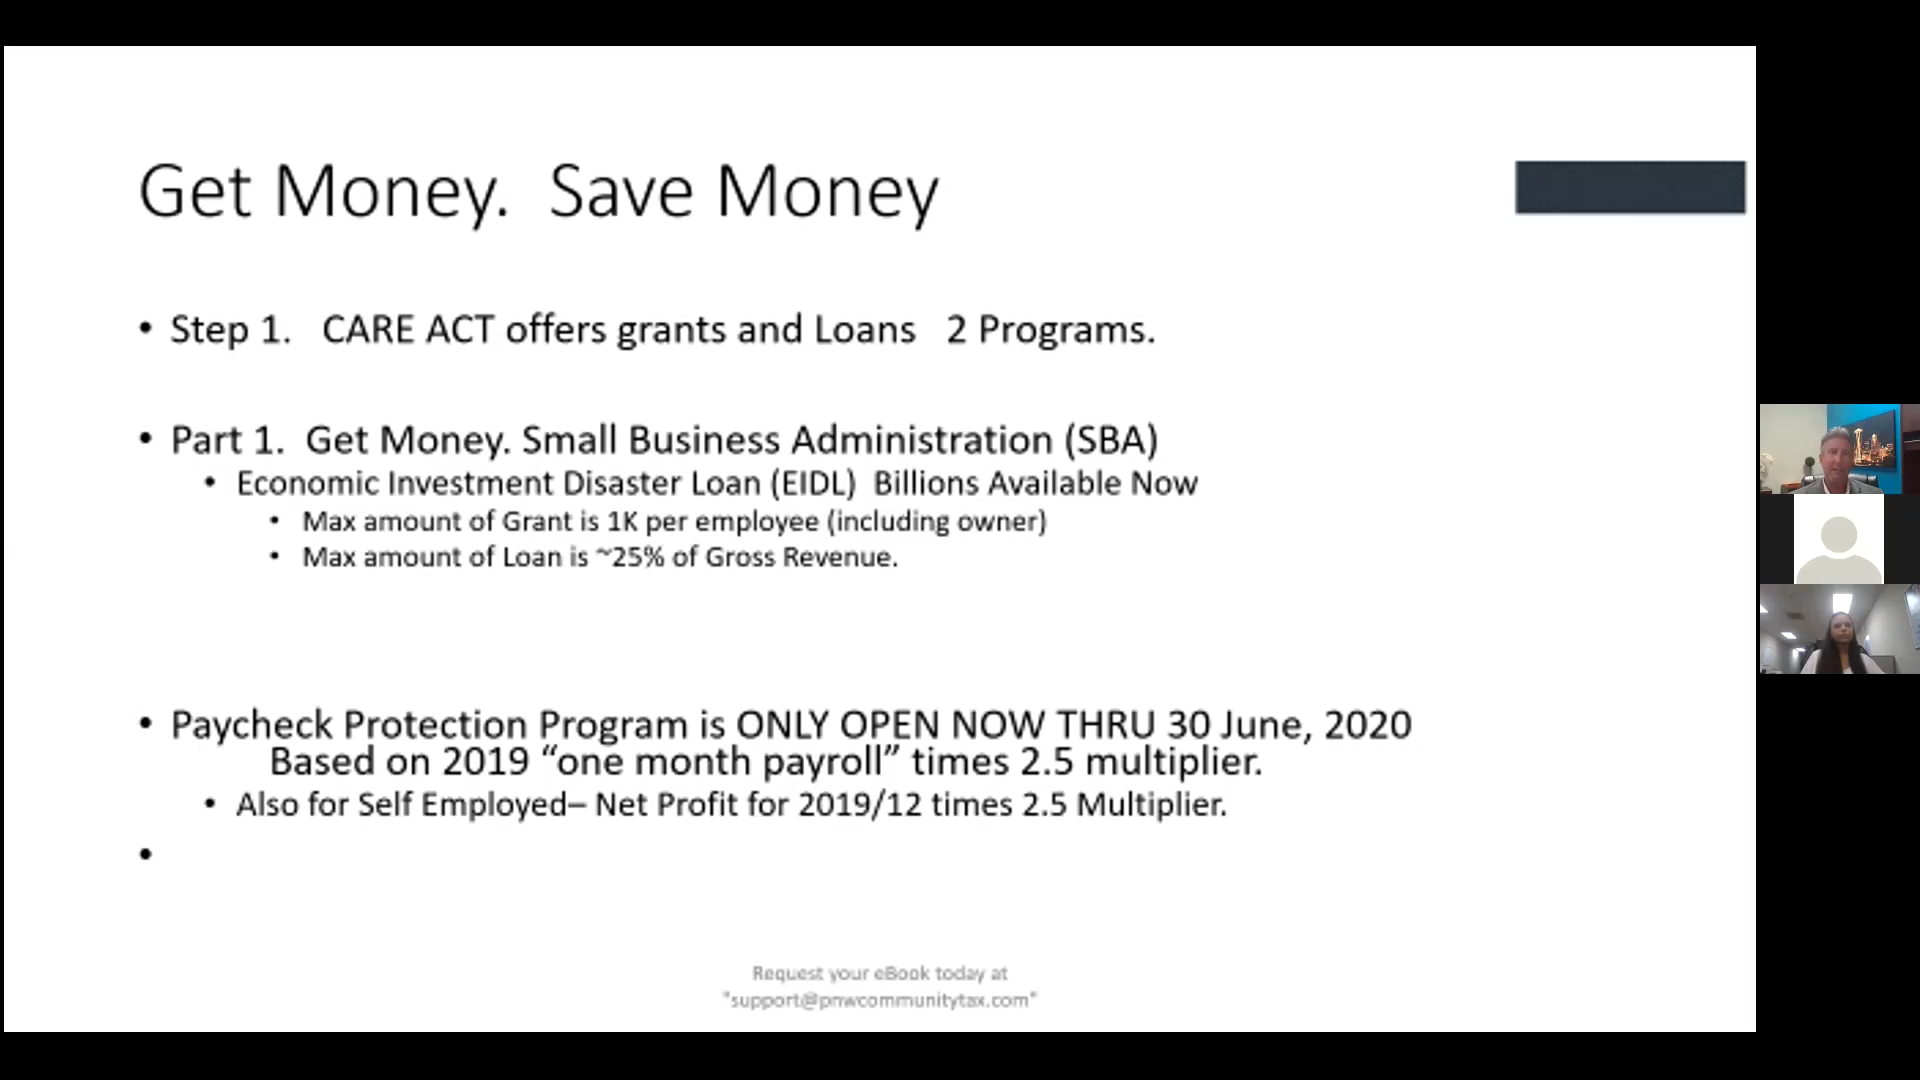 Get Money. Save Money
• Step 1. CARE ACT offers grants and Loans 2 Programs.
• Part 1. Get Money. Small Business Administration (SBA)
• Economic Investment Disaster Loan (EIDL) Billions Available Now
• Max amount of Grant is 1K per employee (including owner)
• Max amount of Loan is ~25% of Gross Revenue.
• Paycheck Protection Program is ONLY OPEN NOW THRU 30 June, 2020
Based on 2019 “one month payroll” times 2.5 multiplier.
• Also for Self Employed– Net Profit for 2019/12 times 2.5 Multiplier.
•
Request your eBook today at
"support@pnwcommunitytax.com"